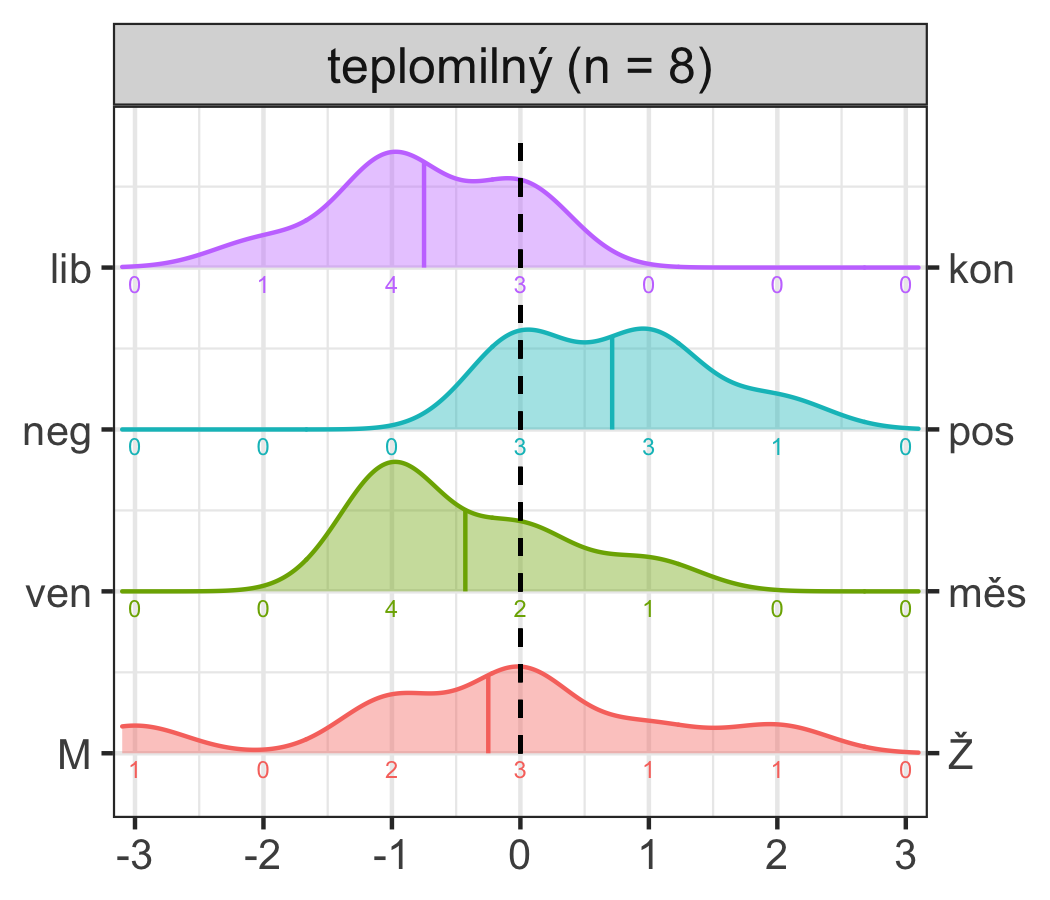 teplomilný (n = 8)
lib kon
0 1 4 3 0 0 0
neg pos
0 0 0 3 3 1 0
ven měs
0 0 4 2 1 0 0
M Ž
1 0 2 3 1 1 0
-3 -2 -1 0 1 2 3